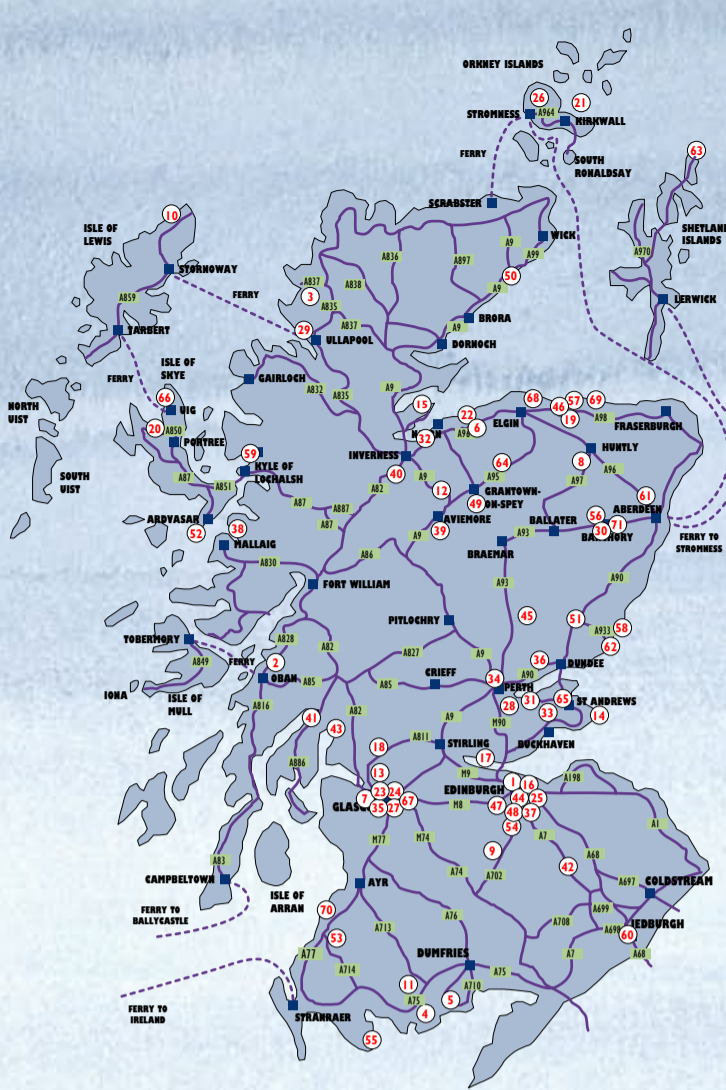 ORKNEY ISLANDS
26
21
STROMNESS
A964
KIRKWALL
FERRY
SOUTH
RONALDSAY
63
SCRABSTER
10
ISLE OF
LEWIS
WICK
SHETLAND
ISLANDS
A9
A99
A836
A897
A970
STORNOWAY
50
A9
A837
A838
3
A835
FERRY
A859
LERWICK
29
A837
BRORA
A9
TARBERT
ULLAPOOL
DORNOCH
ISLE OF
SKYE
FERRY
GAIRLOCH
A832
A835
A9
66
UIG
NORTH
UIST
15
22
6
68
46
57
69
19
ELGIN
A98
FRASERBURGH
20
A850
PORTREE
32
A96
HUNTLY
59
KYLE OF
LOCHALSH
INVERNESS
64
8
A96
SOUTH
UIST
A87
A851
40
A9
A95
A97
A82
12
GRANTOWN-
ON-SPEY
49
61
A87
A887
ARDVASAR
52
38
MALLAIG
A87
AVIEMORE
39
BALLATER
56
71
30
ABERDEEN
A93
BRAEMAR
FERRY TO
STROMNESS
A9
A86
A830
FORT WILLIAM
A93
A90
PITLOCHRY
45
51
A933
58
62
TOBERMORY
A828
A82
A827
A9
36
DUNDEE
A849
FERRY
2
OBAN
A85
A85
CRIEFF
34
PERTH
A90
IONA
ISLE OF
MULL
A816
A82
28
31
65
ST ANDREWS
33
14
41
43
A9
M90
BUCKHAVEN
18
A811
STIRLING
17
A886
13
M9
EDINBURGH
1
16
A198
7
23
24
67
35
27
M8
47
44
25
48
37
54
A1
M77
M74
A7
9
A68
A83
42
A74
A702
A697
COLDSTREAM
CAMPBELTOWN
AYR
ISLE OF
ARRAN
A699
FERRY TO
BALLYCASTLE
70
A76
A708
JEDBURGH
60
A713
53
A77
A714
DUMFRIES
A7
A68
A75
A710
11
A75
5
4
STRANRAER
FERRY TO
IRELAND
55